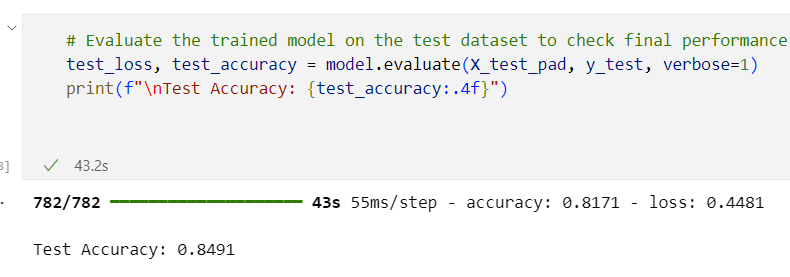 # Evaluate the trained model on the test dataset to check final performance
test_loss, test_accuracy = model.evaluate(X_test_pad, y_test, verbose=1)
print(f"\nTest Accuracy: {test_accuracy:.4f}")
43.2s
782/782 43s 55ms/step - accuracy: 0.8171 - loss: 0.4481
Test Accuracy: 0.8491